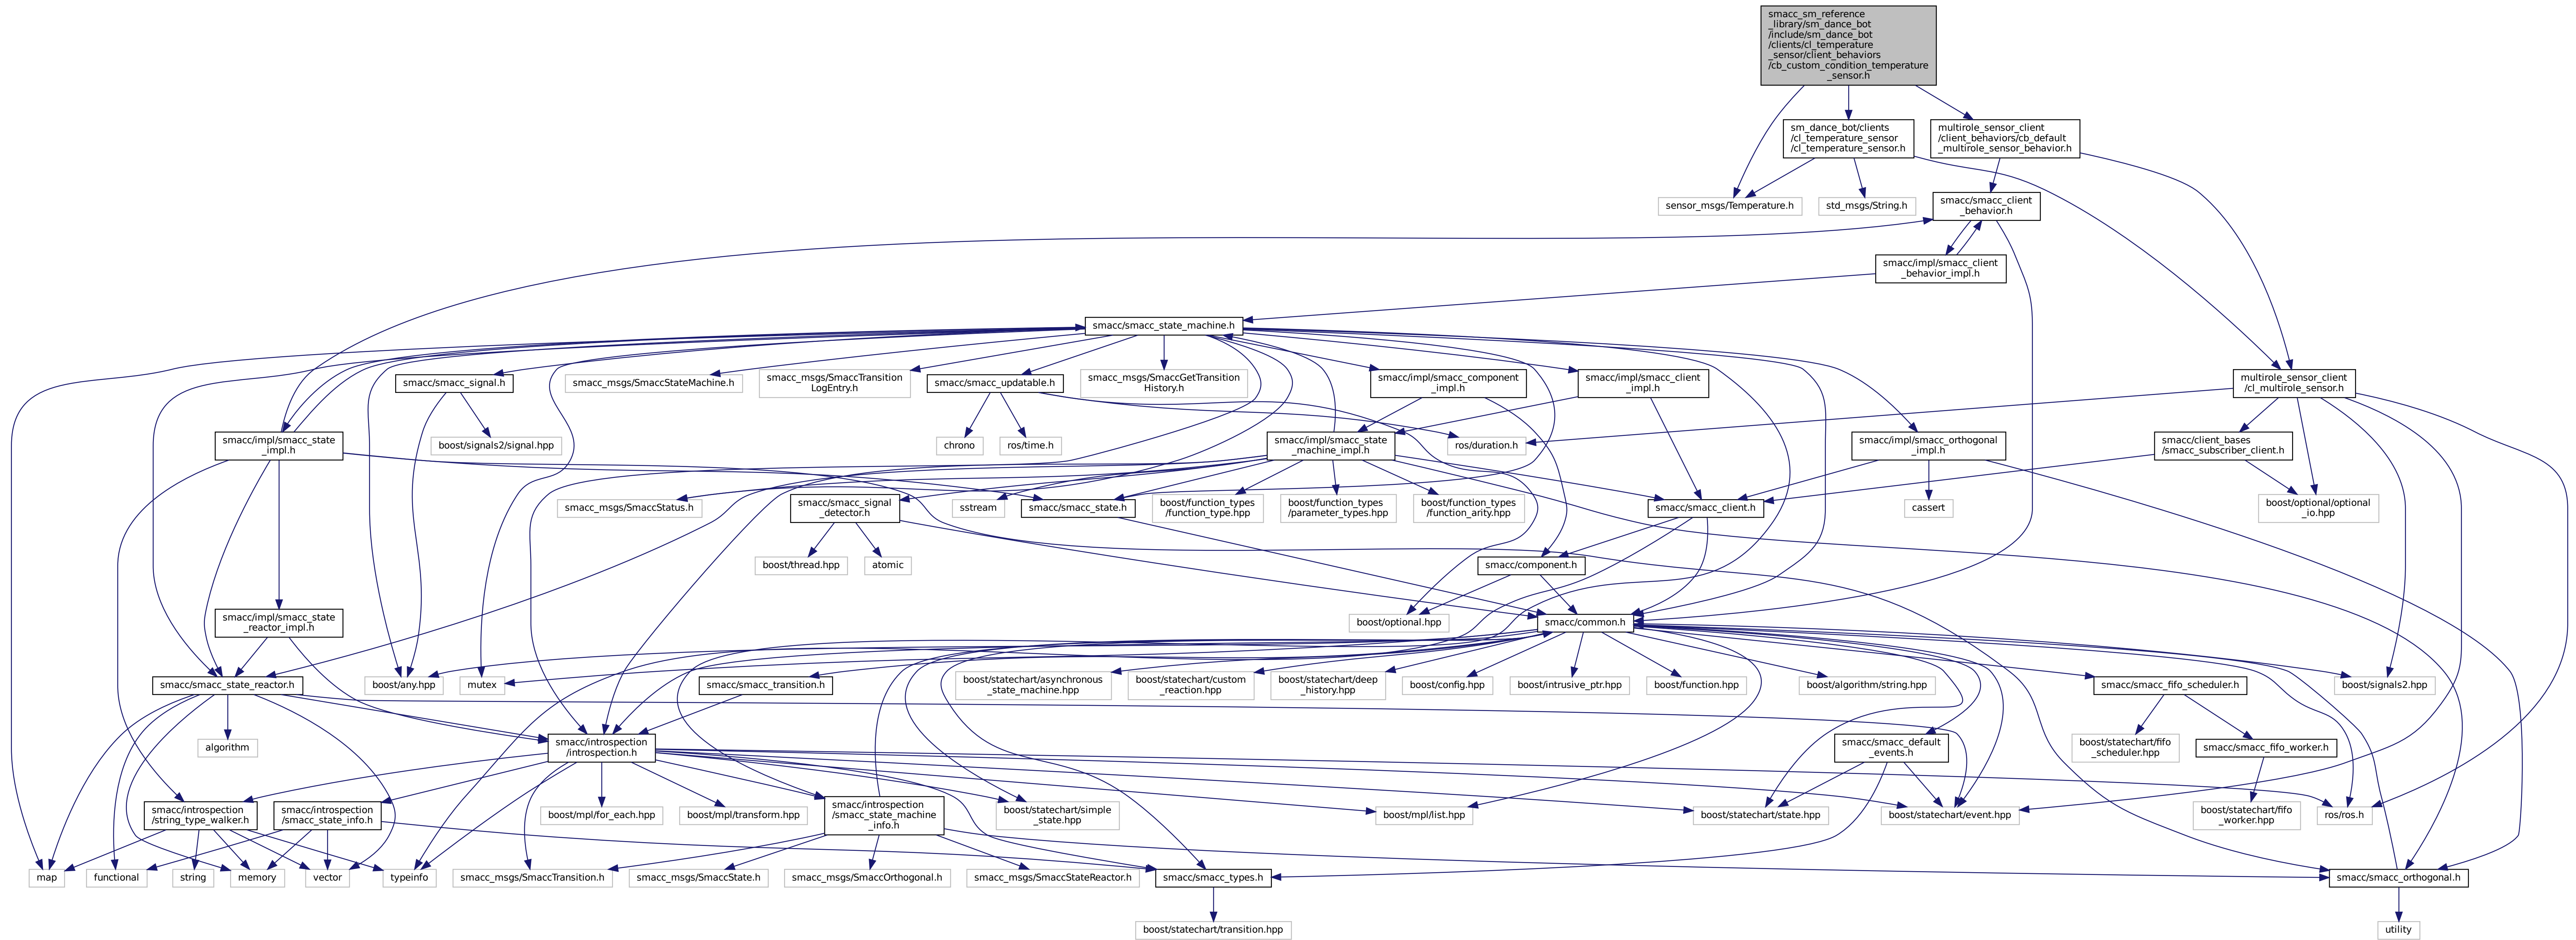 smacc_sm_reference
_library/sm_dance_bot
/include/sm_dance_bot
/clients/cl_temperature
_sensor/client_behaviors
/cb_custom_condition_temperature
_sensor.h
sm_dance_bot/clients
/cl_temperature_sensor
/cl_temperature_sensor.h
multirole_sensor_client
/client_behaviors/cb_default
_multirole_sensor_behavior.h
sensor_msgs/Temperature.h
std_msgs/String.h
smacc/smacc_client
_behavior.h
smacc/impl/smacc_client
_behavior_impl.h
smacc/smacc_state_machine.h
smacc/smacc_signal.h
smacc_msgs/SmaccStateMachine.h
smacc_msgs/SmaccTransition
LogEntry.h
smacc/smacc_updatable.h
smacc_msgs/SmaccGetTransition
History.h
smacc/impl/smacc_component
_impl.h
smacc/impl/smacc_client
_impl.h
multirole_sensor_client
/cl_multirole_sensor.h
smacc/impl/smacc_state
_impl.h
boost/signals2/signal.hpp
chrono
ros/time.h
smacc/impl/smacc_state
_machine_impl.h
ros/duration.h
smacc/impl/smacc_orthogonal
_impl.h
smacc/client_bases
/smacc_subscriber_client.h
smacc_msgs/SmaccStatus.h
smacc/smacc_signal
_detector.h
sstream
smacc/smacc_state.h
boost/function_types
/function_type.hpp
boost/function_types
/parameter_types.hpp
boost/function_types
/function_arity.hpp
smacc/smacc_client.h
cassert
boost/optional/optional
_io.hpp
boost/thread.hpp
atomic
smacc/component.h
smacc/impl/smacc_state
_reactor_impl.h
boost/optional.hpp
smacc/common.h
smacc/smacc_state_reactor.h
boost/any.hpp
mutex
smacc/smacc_transition.h
boost/statechart/asynchronous
_state_machine.hpp
boost/statechart/custom
_reaction.hpp
boost/statechart/deep
_history.hpp
boost/config.hpp
boost/intrusive_ptr.hpp
boost/function.hpp
boost/algorithm/string.hpp
smacc/smacc_fifo_scheduler.h
boost/signals2.hpp
algorithm
smacc/introspection
/introspection.h
smacc/smacc_default
_events.h
boost/statechart/fifo
_scheduler.hpp
smacc/smacc_fifo_worker.h
smacc/introspection
/string_type_walker.h
smacc/introspection
/smacc_state_info.h
boost/mpl/for_each.hpp
boost/mpl/transform.hpp
smacc/introspection
/smacc_state_machine
_info.h
boost/statechart/simple
_state.hpp
boost/mpl/list.hpp
boost/statechart/state.hpp
boost/statechart/event.hpp
boost/statechart/fifo
_worker.hpp
ros/ros.h
map
functional
string
memory
vector
typeinfo
smacc_msgs/SmaccTransition.h
smacc_msgs/SmaccState.h
smacc_msgs/SmaccOrthogonal.h
smacc_msgs/SmaccStateReactor.h
smacc/smacc_types.h
smacc/smacc_orthogonal.h
boost/statechart/transition.hpp
utility